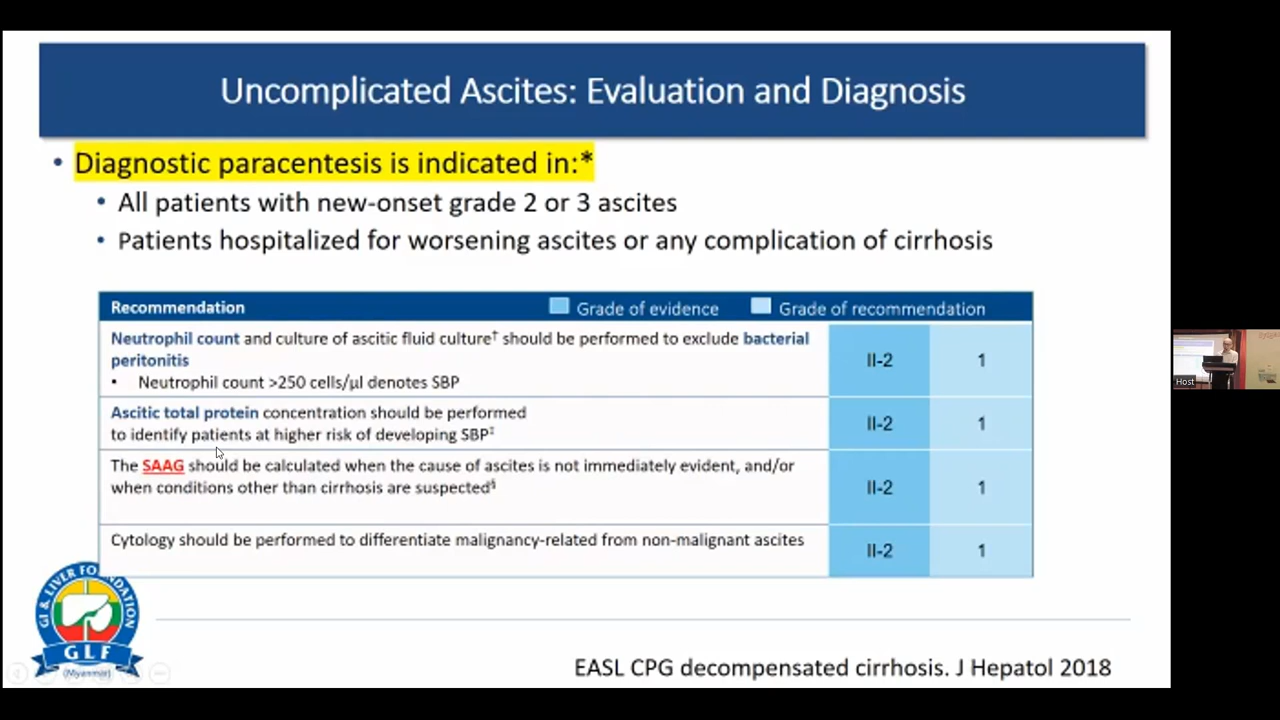 Uncomplicated Ascites: Evaluation and Diagnosis
• Diagnostic paracentesis is indicated in:*
• All patients with new-onset grade 2 or 3 ascites
• Patients hospitalized for worsening ascites or any complication of cirrhosis
Recommendation Grade of evidence Grade of recommendation
Neutrophil count and culture of ascitic fluid culture† should be performed to exclude bacterial
peritonitis
• Neutrophil count >250 cells/µl denotes SBP
II-2 1
Ascitic total protein concentration should be performed
to identify patients at higher risk of developing SBP‡
II-2 1
The SAAG should be calculated when the cause of ascites is not immediately evident, and/or
when conditions other than cirrhosis are suspected§
II-2 1
Cytology should be performed to differentiate malignancy-related from non-malignant ascites
II-2 1
GI & LIVER FOUNDATION
GLF
(Myanmar)
EASL CPG decompensated cirrhosis. J Hepatol 2018
Host